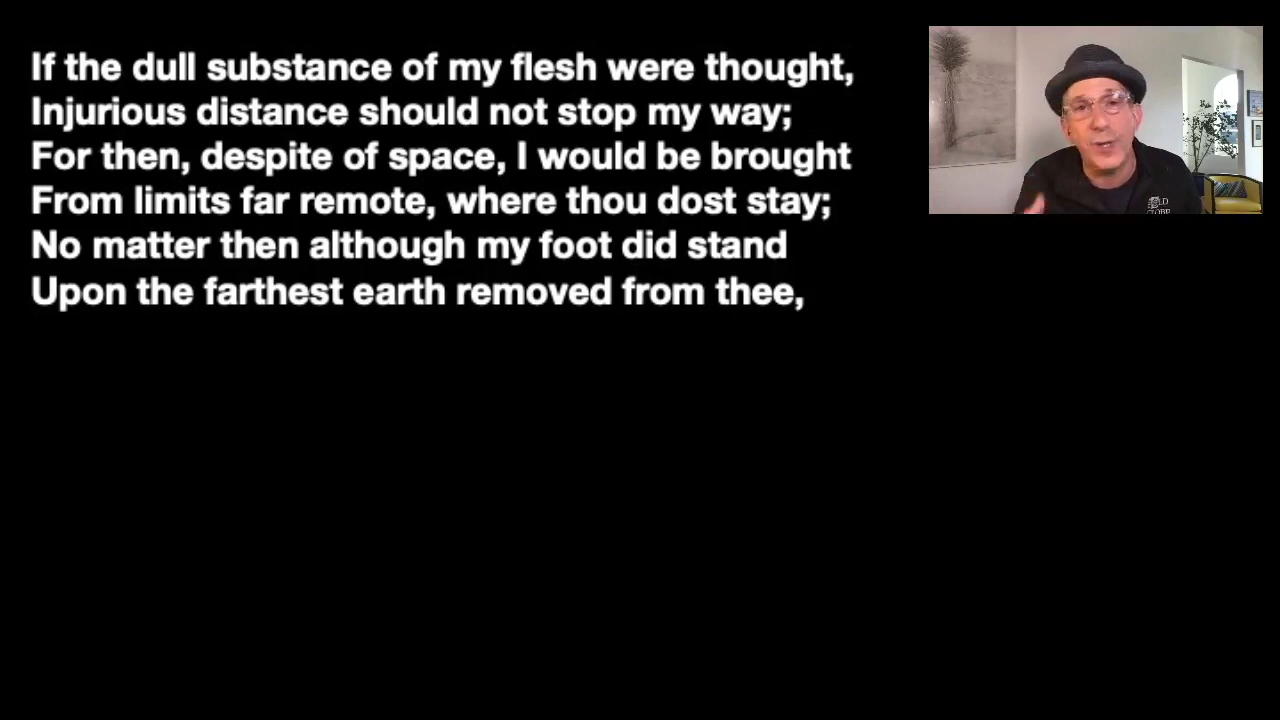 If the dull substance of my flesh were thought,
Injurious distance should not stop my way;
For then, despite of space, I would be brought
From limits far remote, where thou dost stay;
No matter then although my foot did stand
Upon the farthest earth removed from thee,